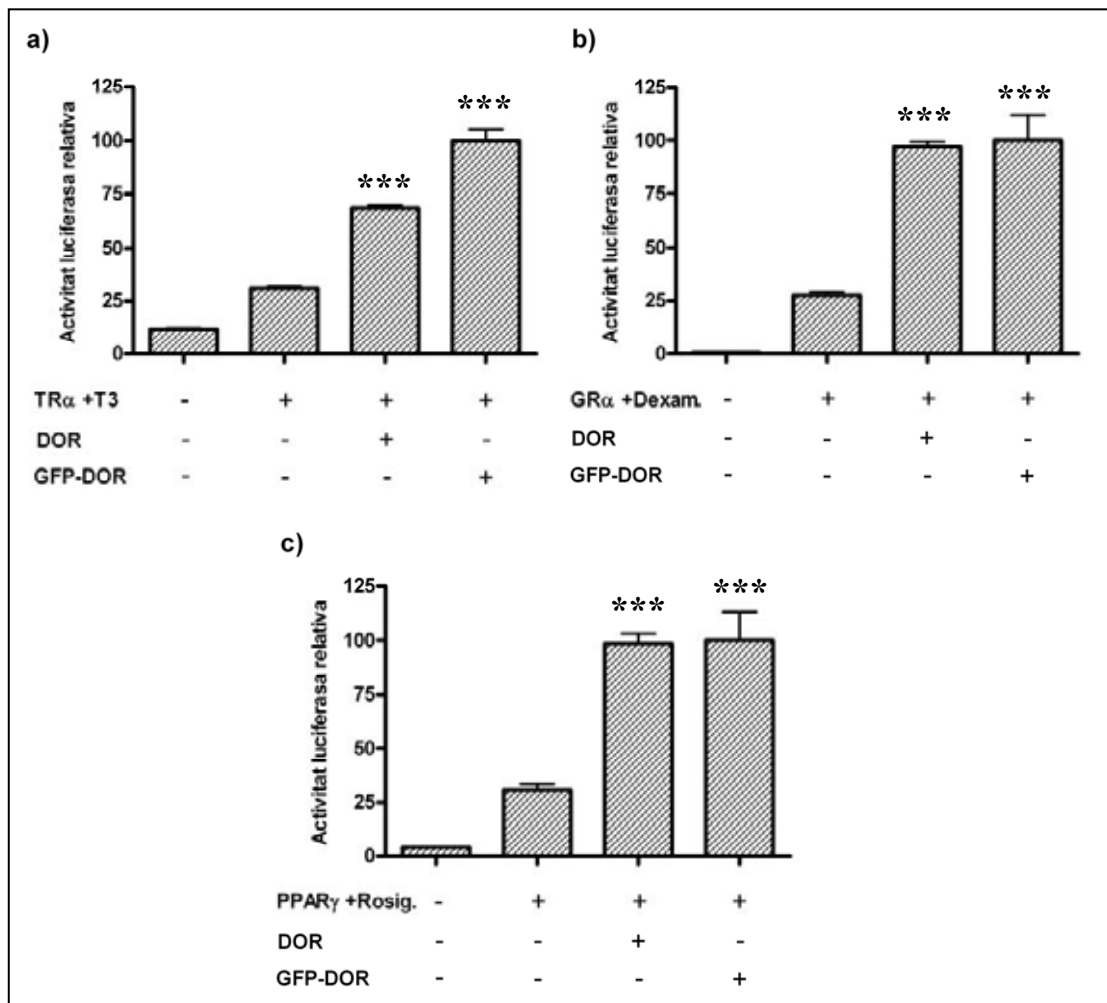 a)
Activitat luciferasa relativa
125
100
75
50
25
0
***
***
TRα +T3 - + + +
DOR - - + -
GFP-DOR - - - +
b)
Activitat luciferasa relativa
125
100
75
50
25
0
***
***
GRα +Dexam. - + + +
DOR - - + -
GFP-DOR - - - +
c)
Activitat luciferasa relativa
125
100
75
50
25
0
***
***
PPARγ +Rosig. - + + +
DOR - - + -
GFP-DOR - - - +